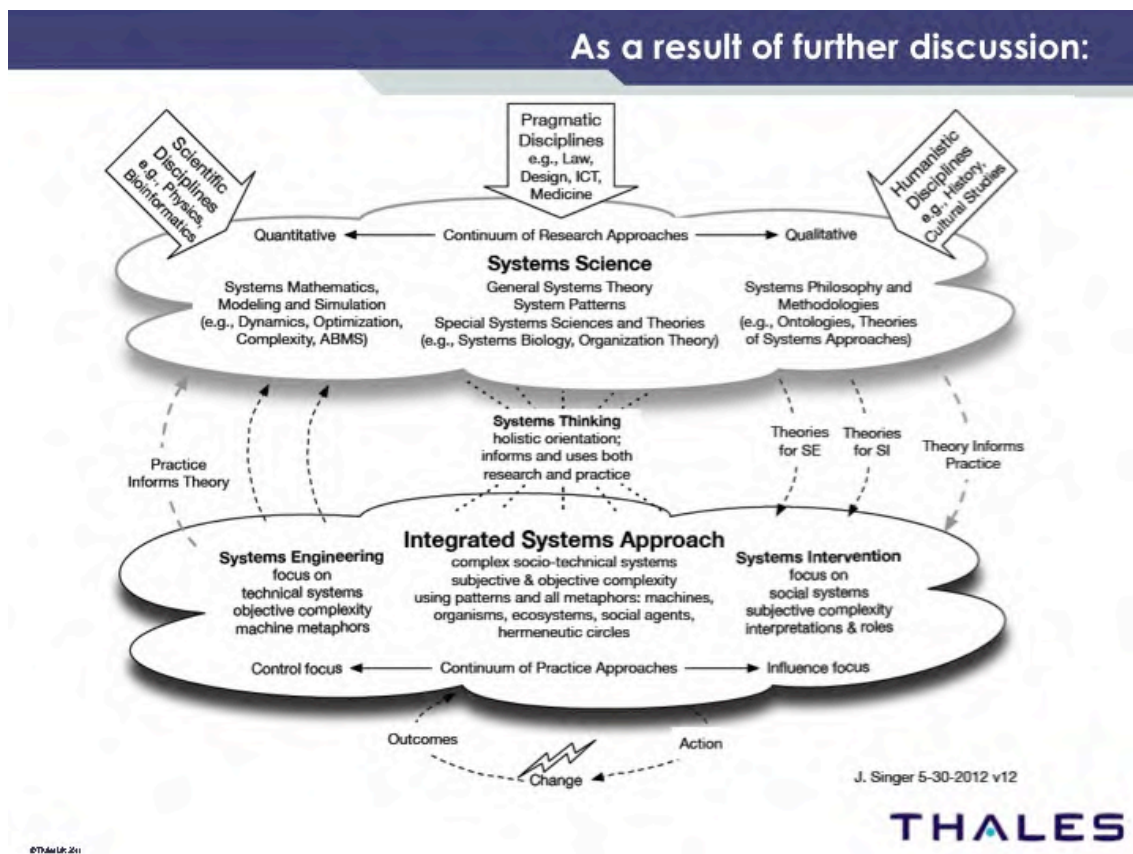 As a result of further discussion:
Scientific
Disciplines
e.g., Physics,
Bioinformatics
Pragmatic
Disciplines
e.g., Law,
Design, ICT,
Medicine
Humanistic
Disciplines
e.g., History,
Cultural Studies
Quantitative
Continuum of Research Approaches
Qualitative
Systems Science
Systems Mathematics,
Modeling and Simulation
(e.g., Dynamics, Optimization,
Complexity, ABMS)
General Systems Theory
System Patterns
Special Systems Sciences and Theories
(e.g., Systems Biology, Organization Theory)
Systems Philosophy and
Methodologies
(e.g., Ontologies, Theories
of Systems Approaches)
Practice
Informs Theory
Systems Thinking
holistic orientation;
informs and uses both
research and practice
Theories
for SE
Theories
for SI
Theory Informs
Practice
Systems Engineering
focus on
technical systems
objective complexity
machine metaphors
Integrated Systems Approach
complex socio-technical systems
subjective & objective complexity
using patterns and all metaphors: machines,
organisms, ecosystems, social agents,
hermeneutic circles
Systems Intervention
focus on
social systems
subjective complexity
interpretations & roles
Control focus
Continuum of Practice Approaches
Influence focus
Outcomes
Change
Action
J. Singer 5-30-2012 v12
THALES